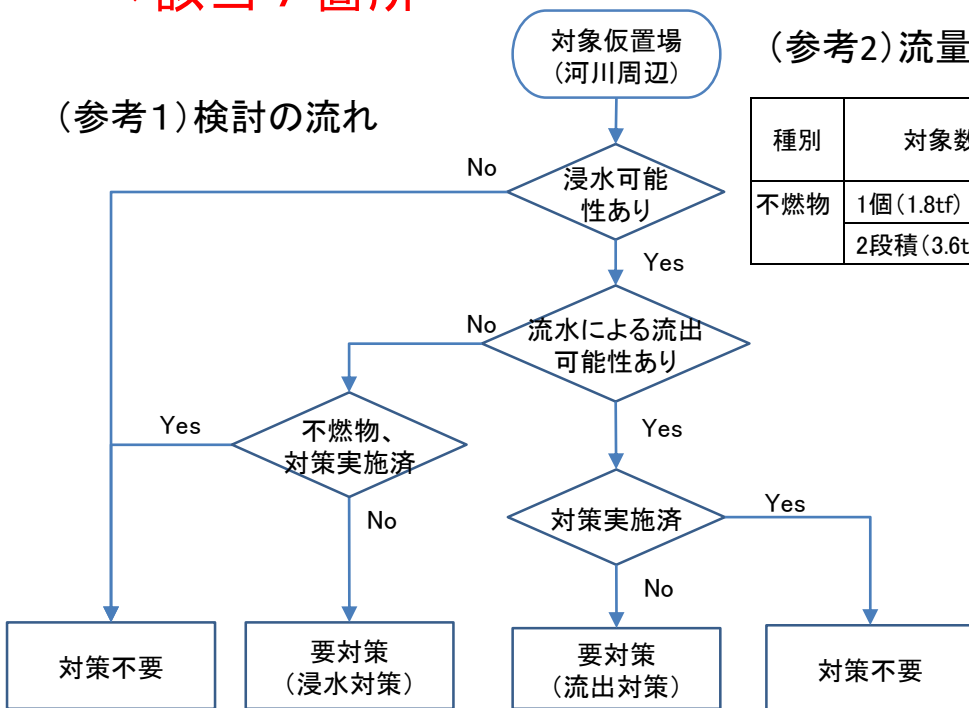 (参考1)検討の流れ
対象仮置場
(河川周辺)
(参考2)流量
種別
対象数
不燃物
1個(1.8tf)
2段積(3.6t
No
浸水可能
性あり
Yes
No
流水による流出
可能性あり
Yes
不燃物、
対策実施済
Yes
No
対策実施済
Yes
No
対策不要
要対策
(浸水対策)
要対策
(流出対策)
対策不要